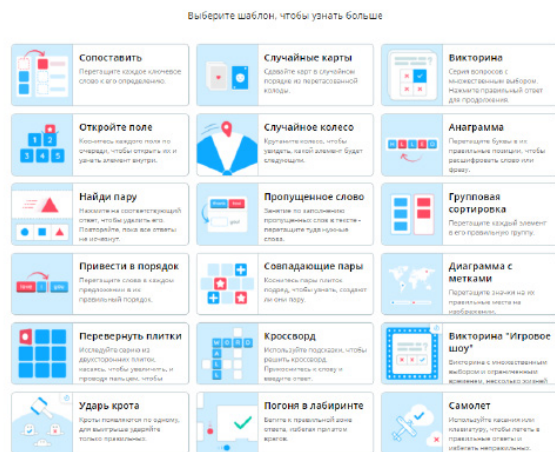 Выберите шаблон, чтобы узнать больше
Сопоставить
Перетащите каждое ключевое
слово к его определению.
Случайные карты
Сдавайте карт в случайном
порядке из перетасованной
колоды.
Викторина
Серия вопросов с
множественным выбором.
Нажмите правильный ответ
для продолжения.
Откройте поле
Коснитесь каждого поля по
очереди, чтобы открыть их и
узнать элемент внутри.
Случайное колесо
Крутаните колесо, чтобы
увидеть, какой элемент будет
следующим.
Анаграмма
Перетащите буквы в их
правильные позиции, чтобы
расшифровать слово или
фразу.
Найди пару
Нажмите на соответствующий
ответ, чтобы удалить его.
Повторяйте, пока все ответы
не исчезнут.
Пропущенное слово
Занятие по заполнению
пропущенных слов в тексте -
перетащите туда нужные
слова.
Групповая
сортировка
Перетащите каждый элемент
в его правильную группу.
Привести в порядок
Перетащите слова в каждом
предложении в их
правильный порядок.
Совпадающие пары
Коснитесь пары плиток
подряд, чтобы узнать, создают
ли они пару.
Диаграмма с
метками
Перетащите значки на их
правильные места на
изображении.
Перевернуть плитки
Исследуйте серию из
двухсторонних плиток,
касаясь, чтобы увеличить, и
проводя пальцем, чтобы
Кроссворд
Используйте подсказки, чтобы
решить кроссворд.
Прикоснитесь к слову и
введите ответ.
Викторина "Игровое
шоу"
Викторина с множественным
выбором и ограниченным
временем, несколько жизней
Ударь крота
Кроты появляются по одному,
для выигрыша ударяйте
только правильных.
Погоня в лабиринте
Бегите к правильной зоне
ответа, избегая при этом
врагов.
Самолет
Используйте касания или
клавиатуру, чтобы лететь в
правильные ответы и
избегать неправильных.
1 2
3 4 5